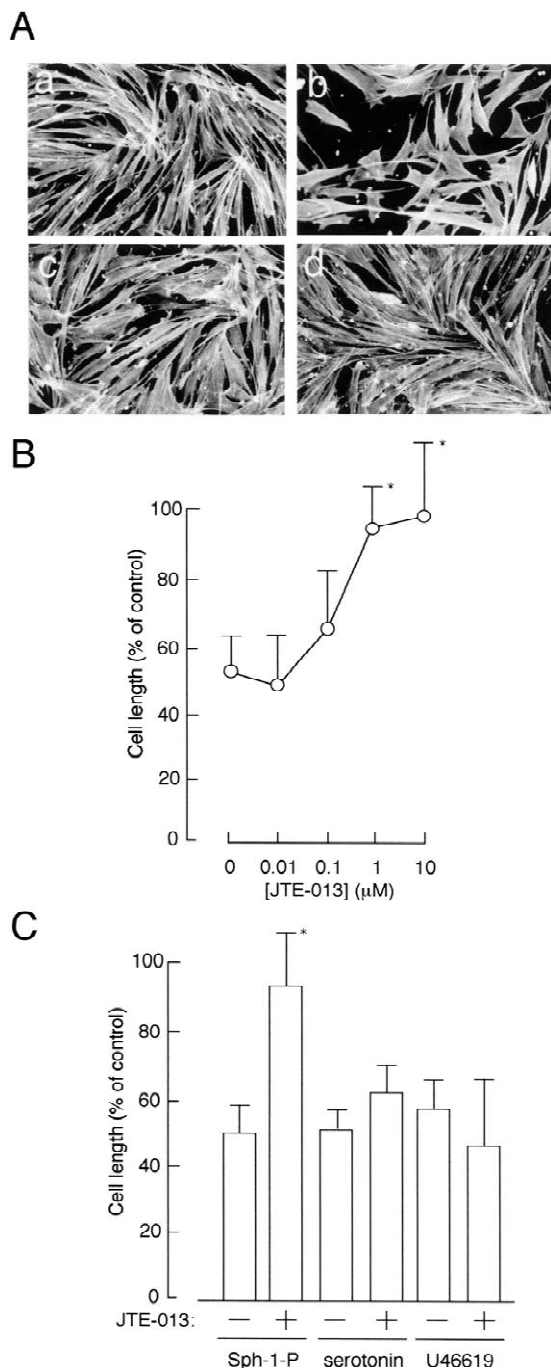 A
a
b
c
d
B
Cell length (% of control)
100
80
60
40
20
0
*
*
0 0.01 0.1 1 10
[JTE-013] (μM)
C
Cell length (% of control)
100
80
60
40
20
0
*
JTE-013: — + — + — +
Sph-1-P serotonin U46619